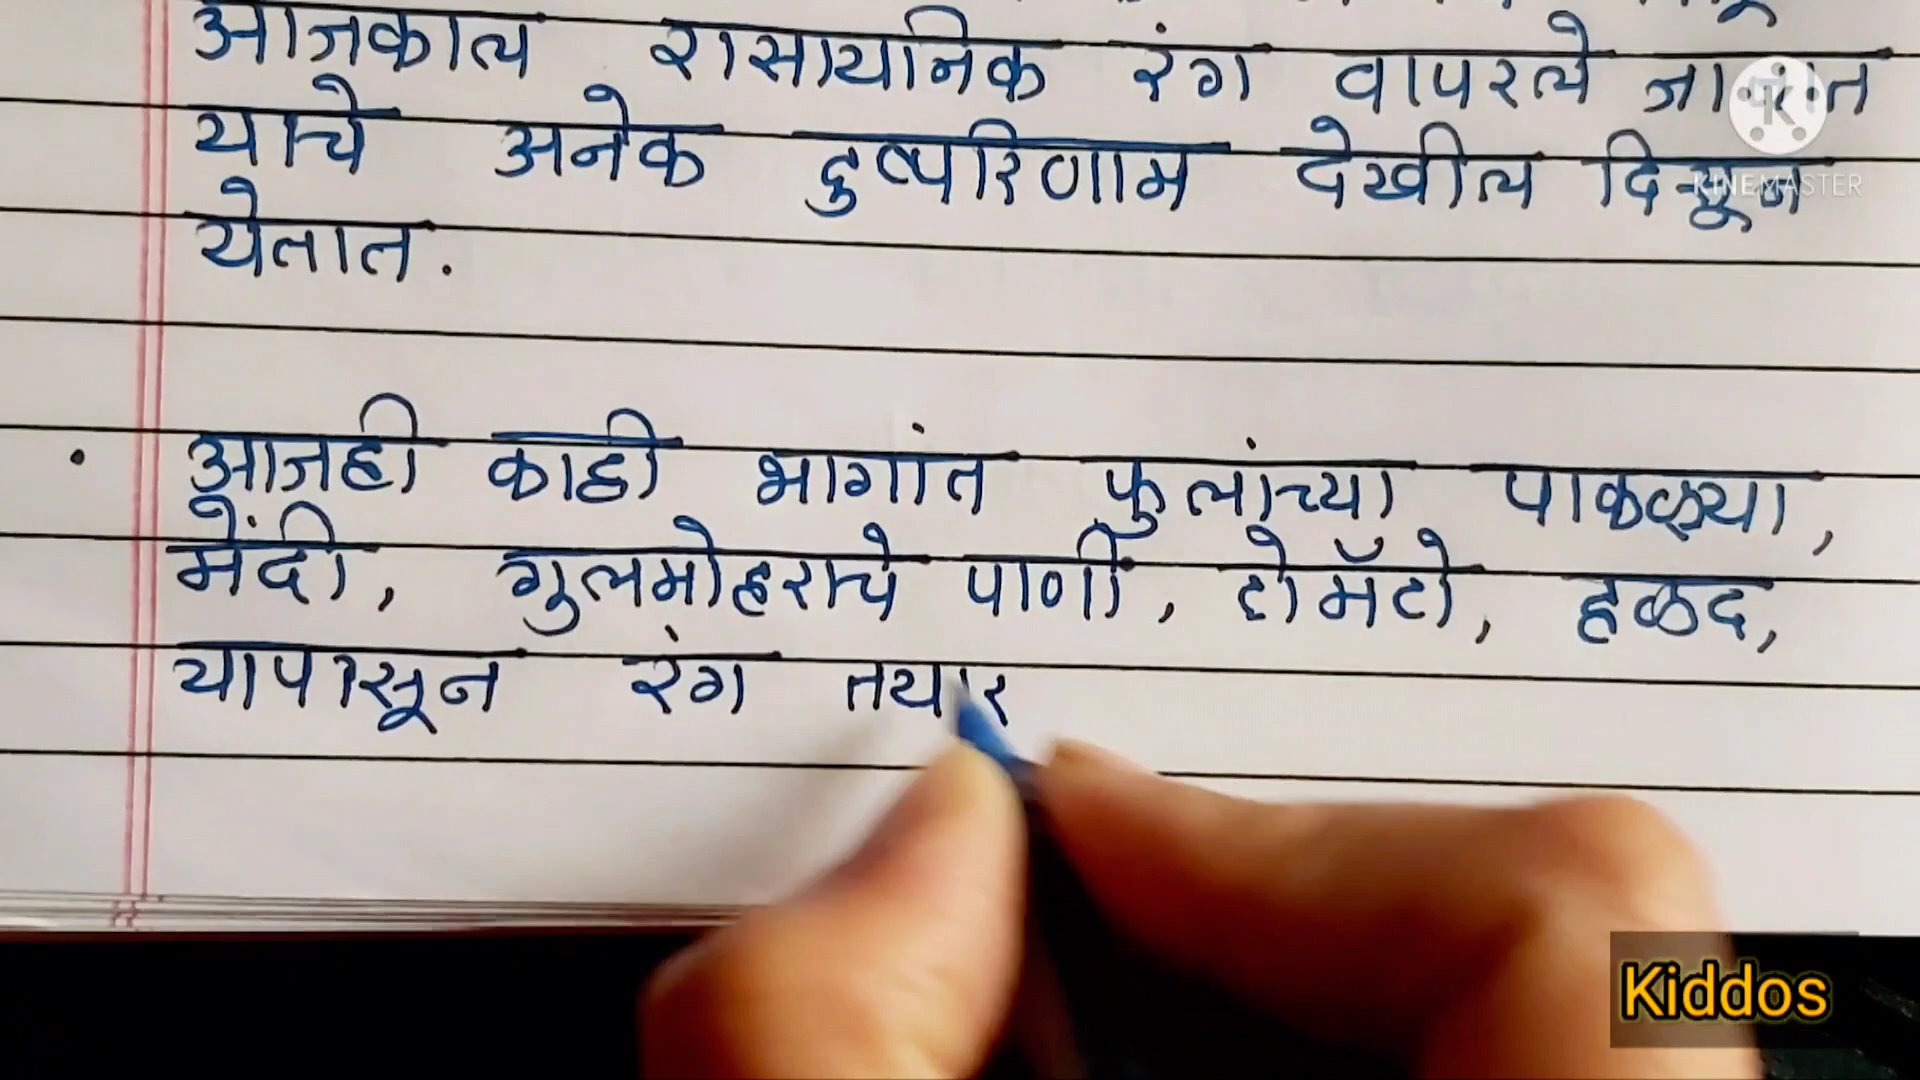 आजकाल रासायनिक रंग वापरले जातात
याचे अनेक दुष्परिणाम देखील दिसून
येतात.
आजही काही भागांत फुलांच्या पाकळ्या,
मेंदी, गुलमोहराचे पाणी, टोमॅटो, हळद,
यापासून रंग तयार
KINEMASTER
Kiddos